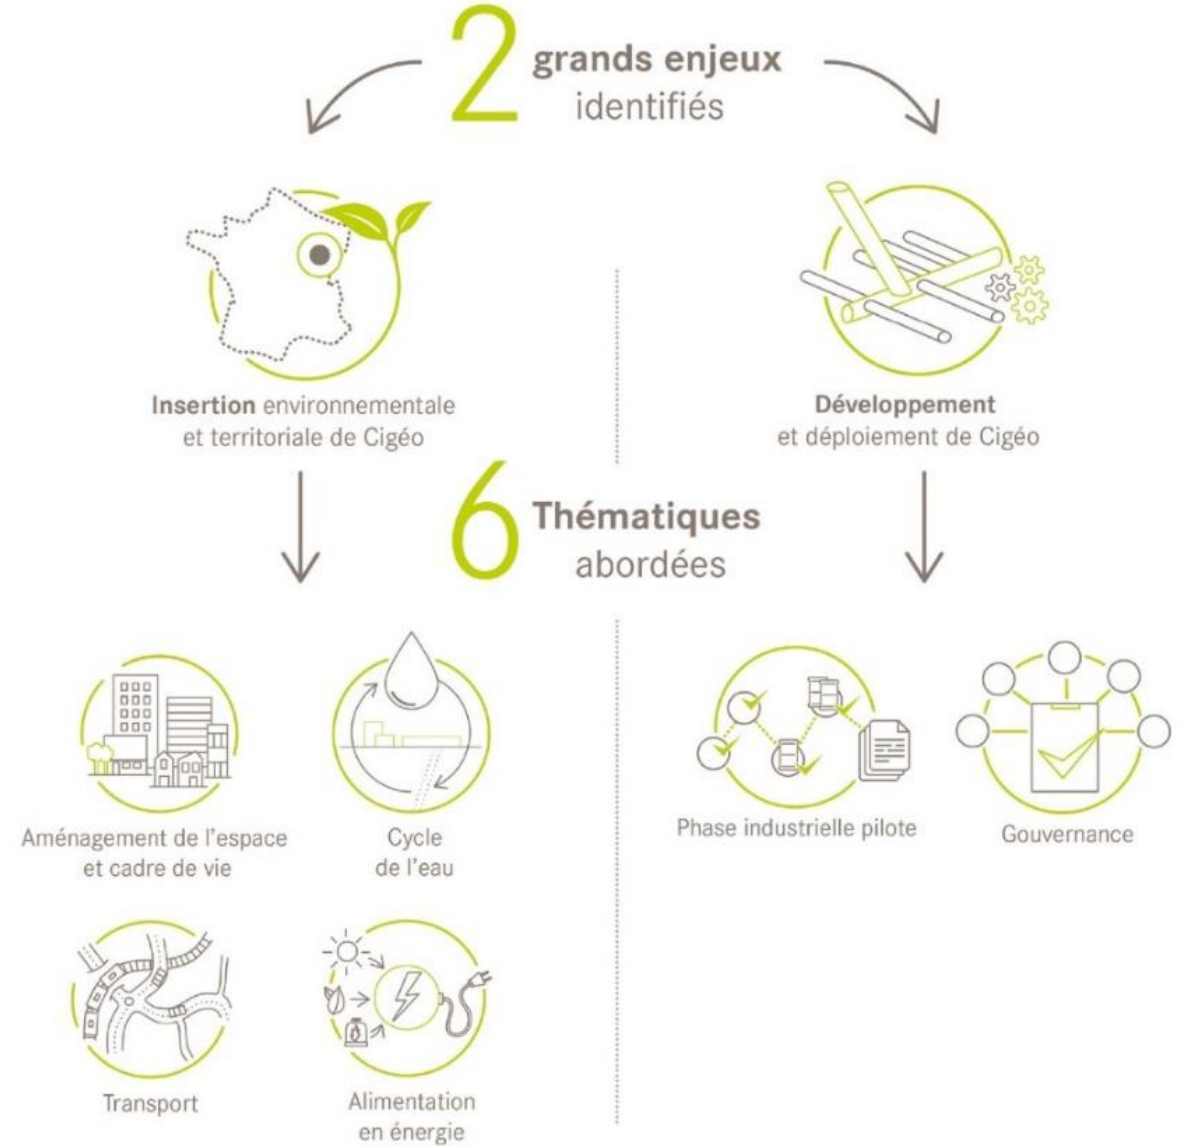 2 grands enjeux
identifiés
Insertion environnementale
et territoriale de Cigéo
Développement
et déploiement de Cigéo
6 Thématiques
abordées
Aménagement de l'espace
et cadre de vie
Cycle
de l'eau
Phase industrielle pilote
Gouvernance
Transport
Alimentation
en énergie